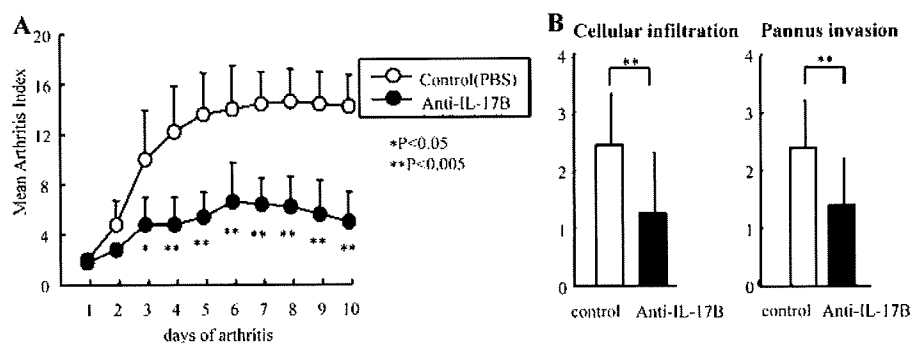 A
20
16
12
8
4
0
Mean Arthritis Index
1 2 3 4 5 6 7 8 9 10
days of arthritis
Control(PBS)
Anti-IL-17B
*P<0.05
**P<0.005
* ** ** ** ** ** ** **
B
Cellular infiltration
4
3
2
1
0
**
control Anti-IL-17B
Pannus invasion
4
3
2
1
0
**
control Anti-IL-17B